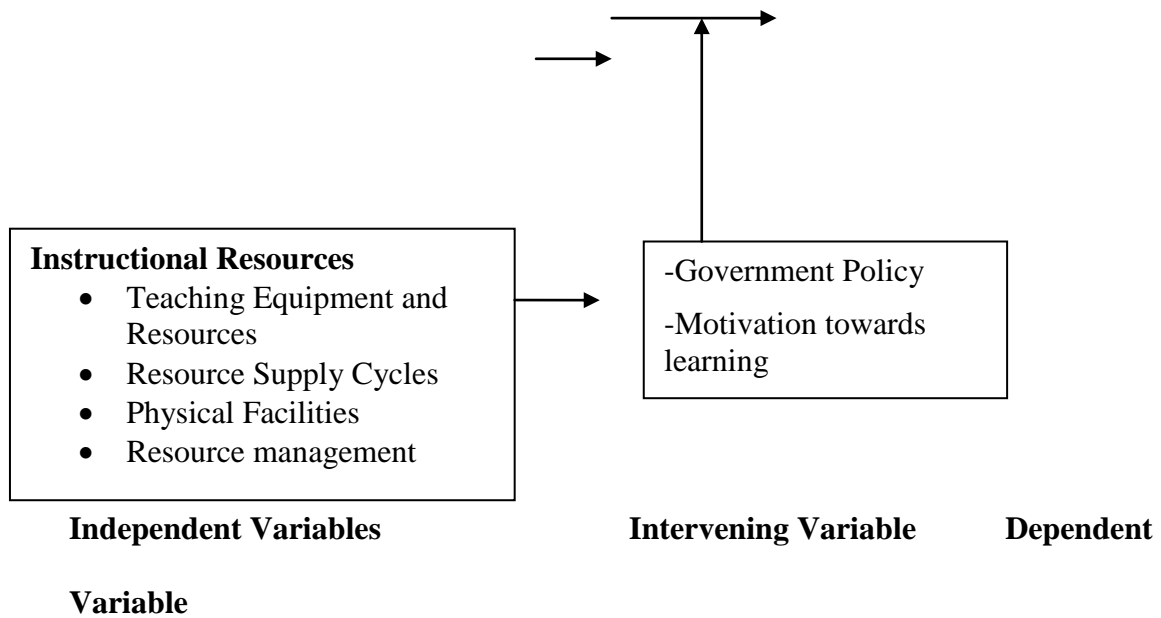 Instructional Resources
• Teaching Equipment and
Resources
• Resource Supply Cycles
• Physical Facilities
• Resource management
-Government Policy
-Motivation towards
learning
Independent Variables Intervening Variable Dependent
Variable